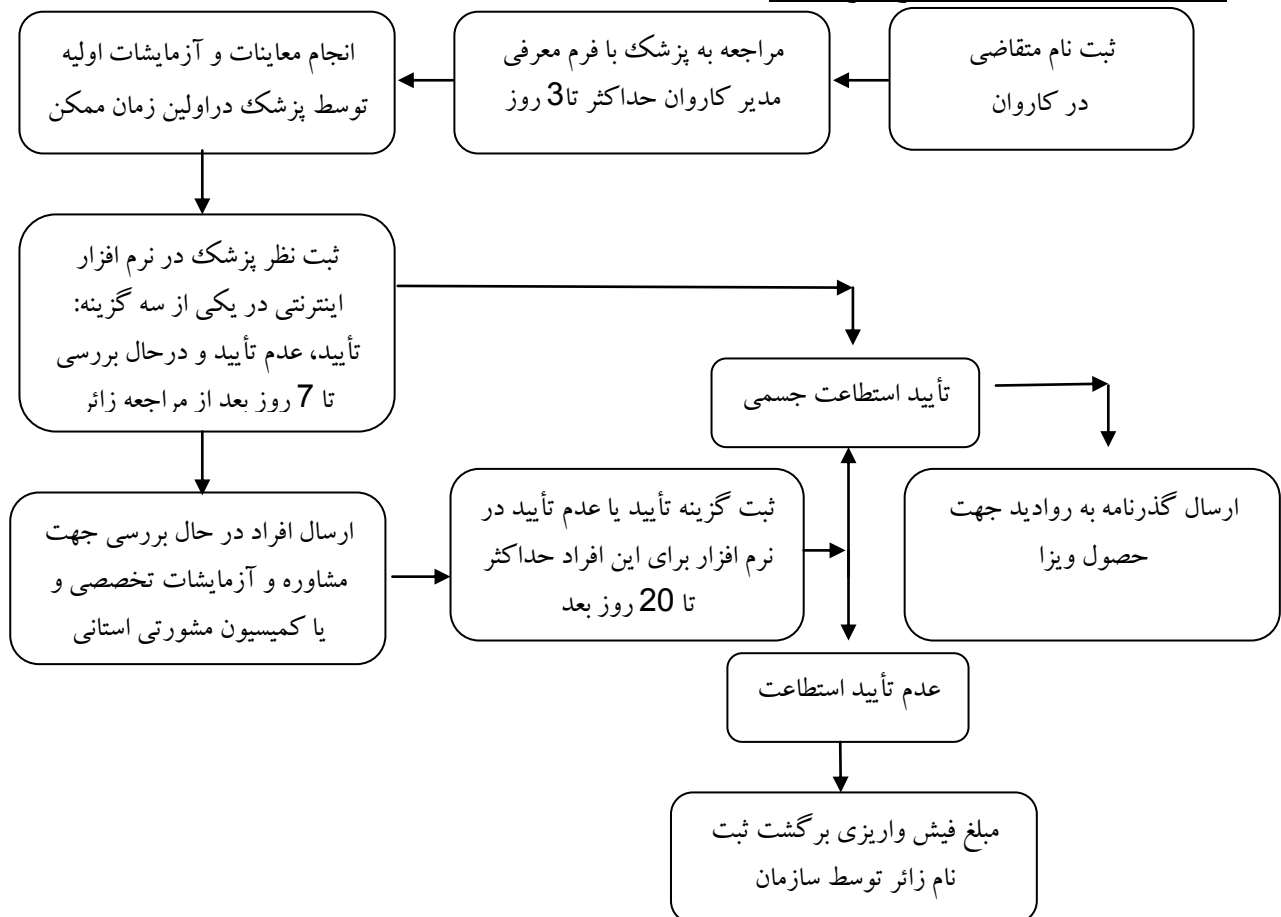 ثبت نام متقاضی
در کاروان
مراجعه به پزشک با فرم معرفی
مدیر کاروان حداکثر تا3 روز
انجام معاینات و آزمایشات اولیه
توسط پزشک دراولین زمان ممکن
ثبت نظر پزشک در نرم افزار
اینترنتی در یکی از سه گزینه:
تأیید، عدم تأیید و درحال بررسی
تا 7 روز بعد از مراجعه زائر
تأیید استطاعت جسمی
ارسال گذرنامه به روادید جهت
حصول ویزا
ثبت گزینه تأیید یا عدم تأیید در
نرم افزار برای این افراد حداکثر
تا 20 روز بعد
ارسال افراد در حال بررسی جهت
مشاوره و آزمایشات تخصصی و
یا کمیسیون مشورتی استانی
عدم تأیید استطاعت
مبلغ فیش واریزی برگشت ثبت
نام زائر توسط سازمان